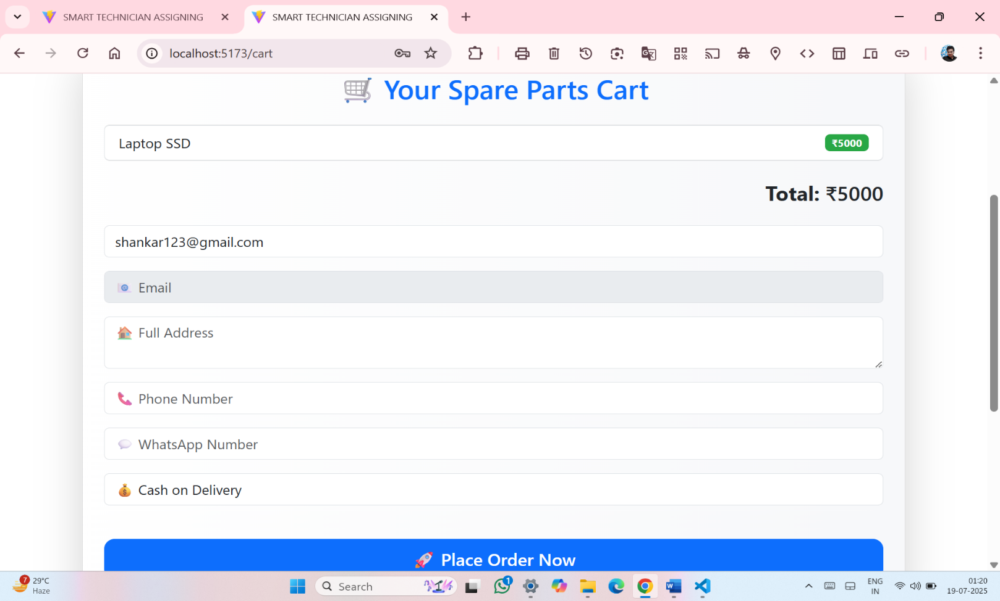 SMART TECHNICIAN ASSIGNING
SMART TECHNICIAN ASSIGNING
localhost:5173/cart
Your Spare Parts Cart
Laptop SSD
₹5000
Total: ₹5000
shankar123@gmail.com
Email
Full Address
Phone Number
WhatsApp Number
Cash on Delivery
Place Order Now
7
29°C
Haze
Search
1
ENG
IN
01:20
19-07-2025